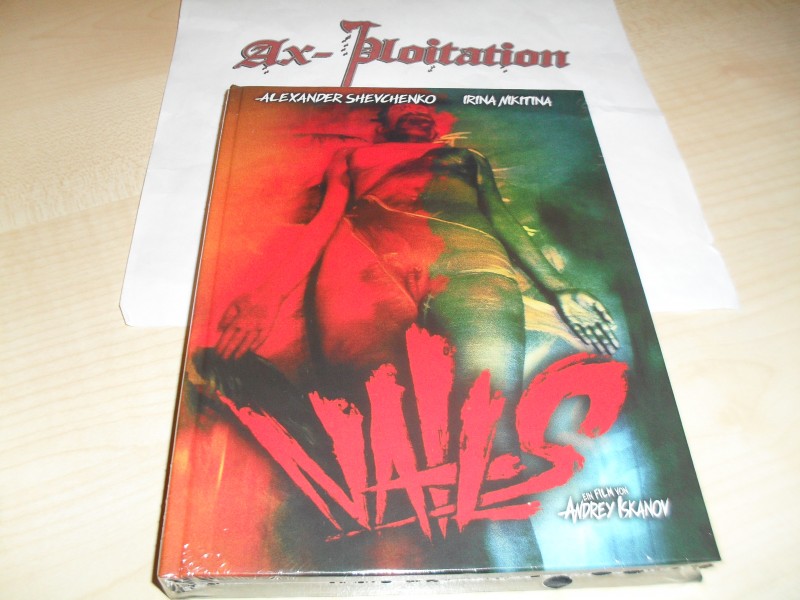 Ax-Ploitation
ALEXANDER SHEVCHENKO IRINA NIKITINA
NAILS
EIN FILM VON
ANDREY ISKANOV